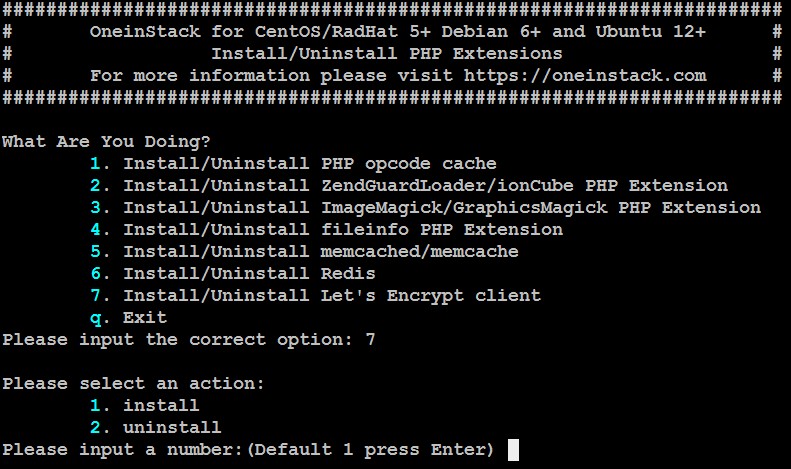 #######################################################################
#       OneinStack for CentOS/RadHat 5+ Debian 6+ and Ubuntu 12+      #
#                  Install/Uninstall PHP Extensions                   #
#       For more information please visit https://oneinstack.com      #
#######################################################################
What Are You Doing?
1. Install/Uninstall PHP opcode cache
2. Install/Uninstall ZendGuardLoader/ionCube PHP Extension
3. Install/Uninstall ImageMagick/GraphicsMagick PHP Extension
4. Install/Uninstall fileinfo PHP Extension
5. Install/Uninstall memcached/memcache
6. Install/Uninstall Redis
7. Install/Uninstall Let's Encrypt client
q. Exit
Please input the correct option: 7
Please select an action:
1. install
2. uninstall
Please input a number:(Default 1 press Enter)